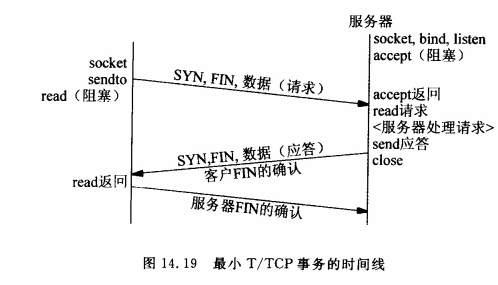 服务器
socket, bind, listen
accept（阻塞）
socket
sendto
read（阻塞）
SYN, FIN, 数据（请求）
accept返回
read请求
<服务器处理请求>
send应答
close
SYN,FIN, 数据（应答）
客户FIN的确认
read返回
服务器FIN的确认
图 14.19 最小 T/TCP 事务的时间线